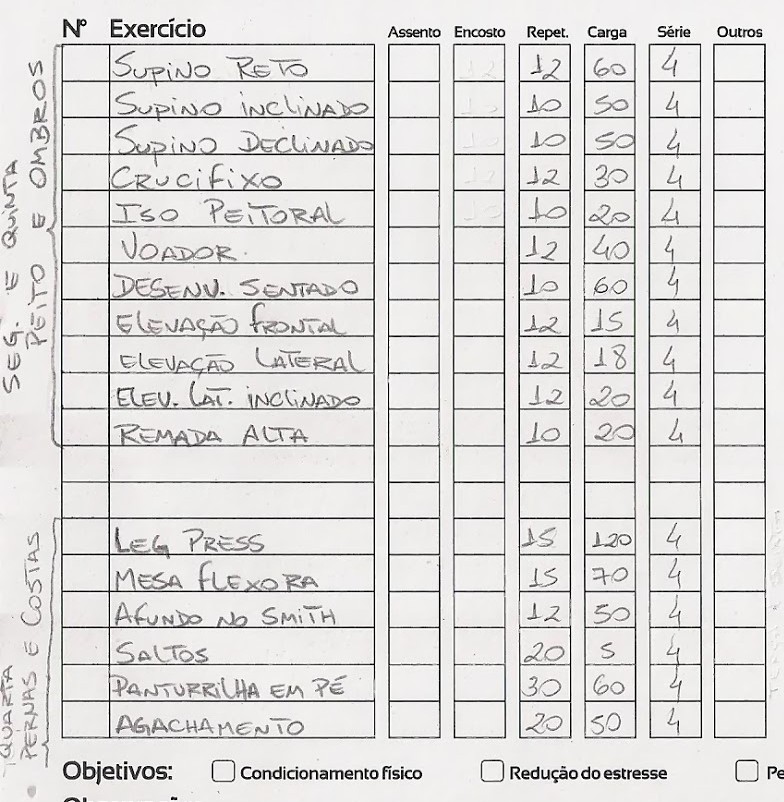 Nº Exercício Assento Encosto Repet. Carga Série Outros
SEG. E QUINTA
PEITO E OMBROS
SUPINO RETO 12 60 4
SUPINO INCLINADO 10 50 4
SUPINO DECLINADO 10 50 4
CRUCIFIXO 12 30 4
ISO PEITORAL 10 20 4
VOADOR. 12 40 4
DESENV. SENTADO 10 60 4
ELEVAÇÃO FRONTAL 12 15 4
ELEVAÇÃO LATERAL 12 18 4
ELEV. LAT. INCLINADO 12 20 4
REMADA ALTA 10 20 4
QUARTA
PERNAS E COSTAS
LEG PRESS 15 120 4
MESA FLEXORA 15 70 4
AFUNDO NO SMITH 12 50 4
SALTOS 20 5 4
PANTURRILHA EM PÉ 30 60 4
AGACHAMENTO 20 50 4
Objetivos: Condicionamento físico Redução do estresse Pe